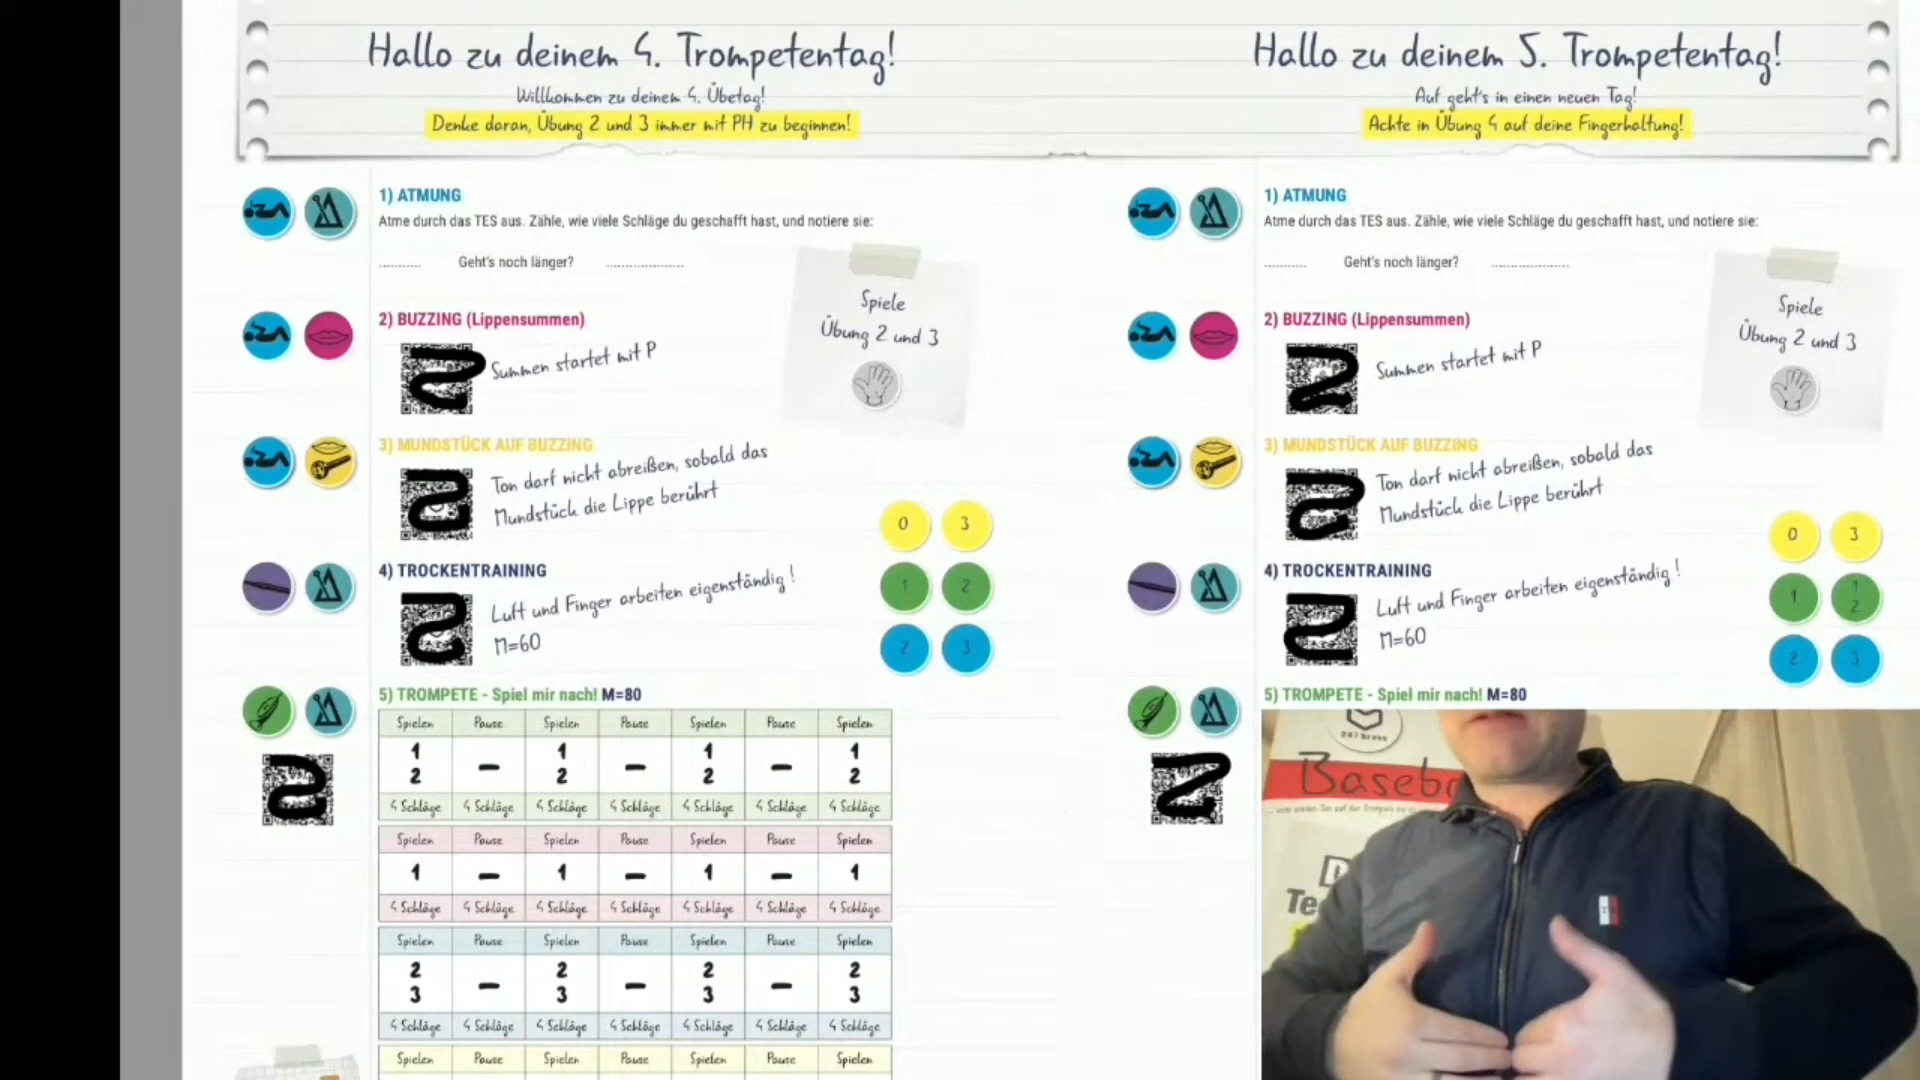 Hallo zu deinem 4. Trompetentag!
Willkommen zu deinem 4. Übetag!
Denke daran, Übung 2 und 3 immer mit PH zu beginnen!
1) ATMUNG
Atme durch das TES aus. Zähle, wie viele Schläge du geschafft hast, und notiere sie:
........... Geht's noch länger? .....................
2) BUZZING (Lippensummen)
Summen startet mit P
Spiele
Übung 2 und 3
3) MUNDSTÜCK AUF BUZZING
Ton darf nicht abreißen, sobald das
Mundstück die Lippe berührt
0 3
4) TROCKENTRAINING
Luft und Finger arbeiten eigenständig!
M=60
1 2
2 3
5) TROMPETE - Spiel mir nach! M=80
Spielen Pause Spielen Pause Spielen Pause Spielen
1 – 1 – 1 – 1
2 2 2 2
4 Schläge 4 Schläge 4 Schläge 4 Schläge 4 Schläge 4 Schläge 4 Schläge
Spielen Pause Spielen Pause Spielen Pause Spielen
1 – 1 – 1 – 1
4 Schläge 4 Schläge 4 Schläge 4 Schläge 4 Schläge 4 Schläge 4 Schläge
Spielen Pause Spielen Pause Spielen Pause Spielen
2 – 2 – 2 – 2
3 3 3 3
4 Schläge 4 Schläge 4 Schläge 4 Schläge 4 Schläge 4 Schläge 4 Schläge
Spielen Pause Spielen Pause Spielen Pause Spielen
Hallo zu deinem 5. Trompetentag!
Auf geht's in einen neuen Tag!
Achte in Übung 4 auf deine Fingerhaltung!
1) ATMUNG
Atme durch das TES aus. Zähle, wie viele Schläge du geschafft hast, und notiere sie:
........... Geht's noch länger? .....................
2) BUZZING (Lippensummen)
Summen startet mit P
Spiele
Übung 2 und 3
3) MUNDSTÜCK AUF BUZZING
Ton darf nicht abreißen, sobald das
Mundstück die Lippe berührt
0 3
4) TROCKENTRAINING
Luft und Finger arbeiten eigenständig!
M=60
1 1
2
2 3
5) TROMPETE - Spiel mir nach! M=80
247 brass
Basebo